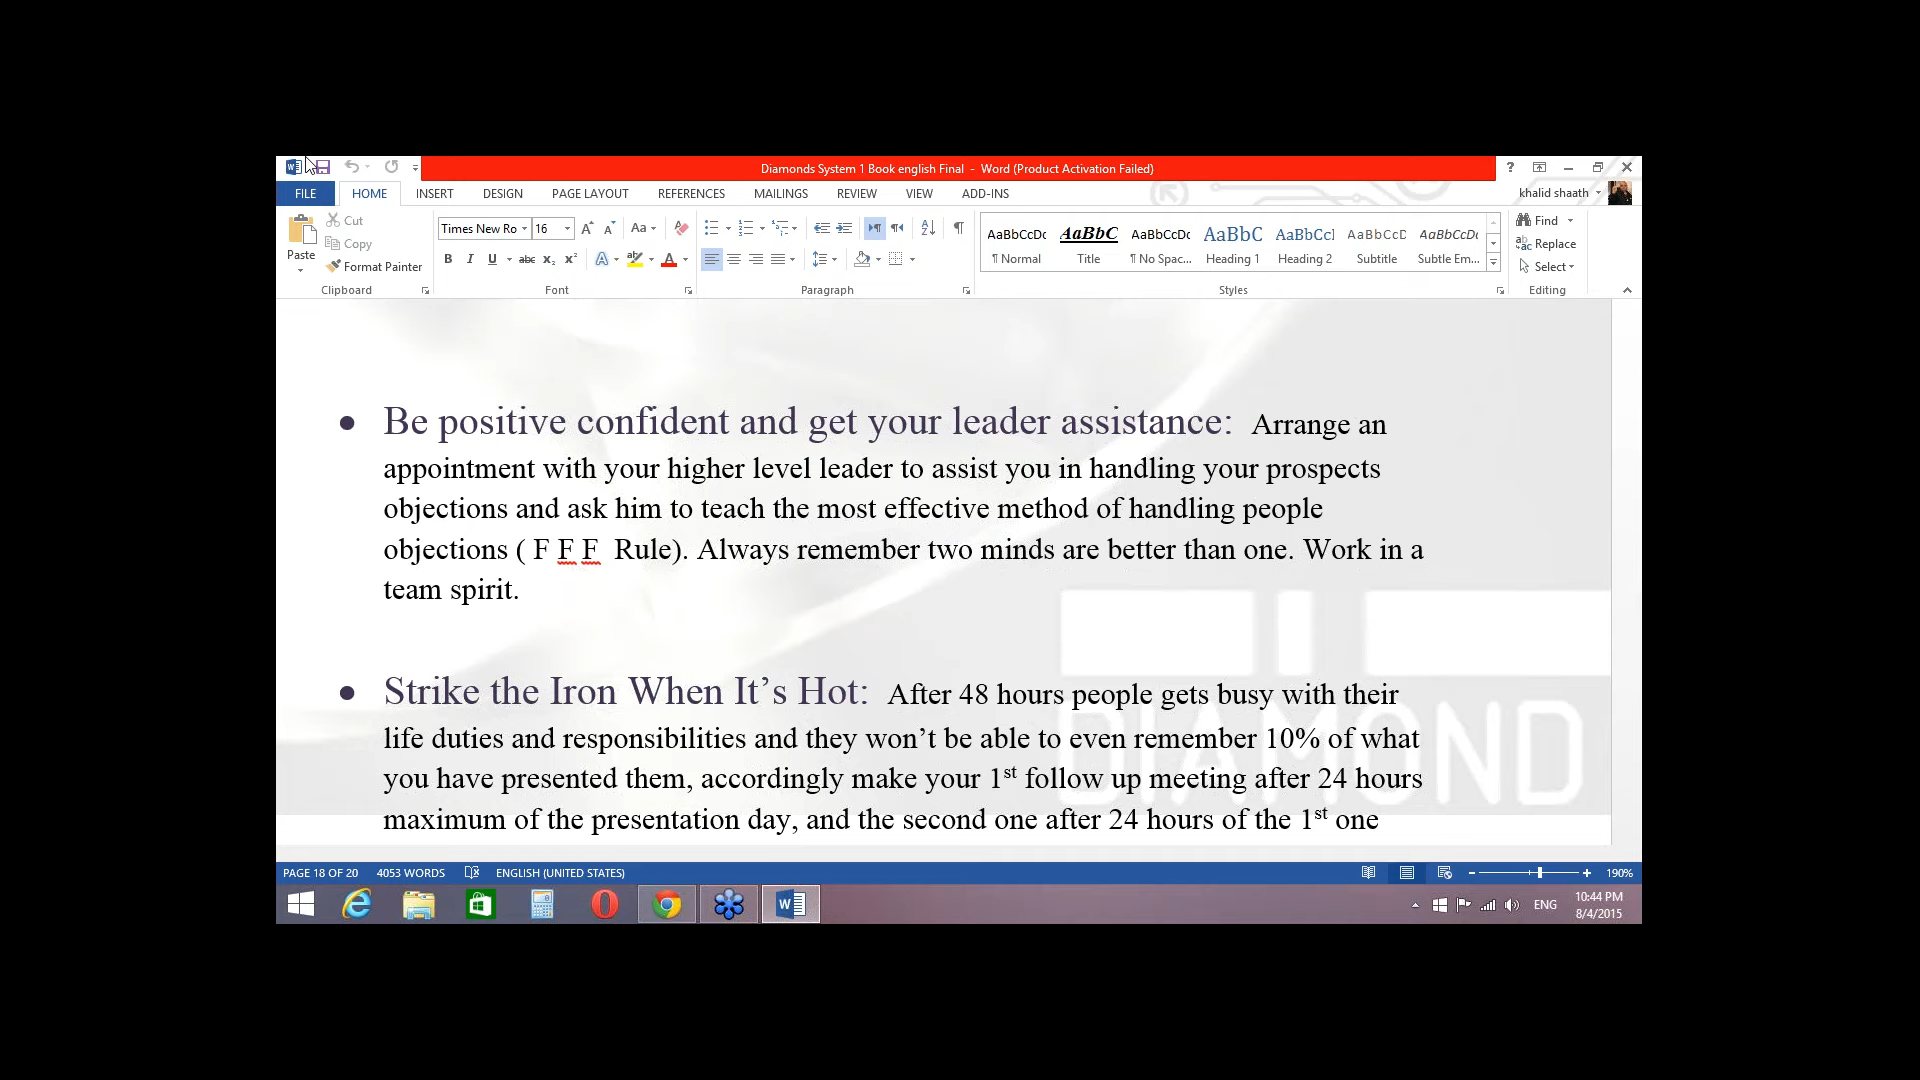 Diamonds System 1 Book english Final - Word (Product Activation Failed)
?
FILE HOME INSERT DESIGN PAGE LAYOUT REFERENCES MAILINGS REVIEW VIEW ADD-INS
khalid shaath
Paste
Cut
Copy
Format Painter
Clipboard
Times New Ro 16
Font
Paragraph
AaBbCcDc AaBbC AaBbCcDc AaBbC AaBbCcI AaBbCcD AaBbCcDc
¶ Normal Title ¶ No Spac... Heading 1 Heading 2 Subtitle Subtle Em...
Styles
Find
Replace
Select
Editing
• Be positive confident and get your leader assistance: Arrange an
appointment with your higher level leader to assist you in handling your prospects
objections and ask him to teach the most effective method of handling people
objections ( F F F Rule). Always remember two minds are better than one. Work in a
team spirit.
• Strike the Iron When It’s Hot: After 48 hours people gets busy with their
life duties and responsibilities and they won’t be able to even remember 10% of what
you have presented them, accordingly make your 1st follow up meeting after 24 hours
maximum of the presentation day, and the second one after 24 hours of the 1st one
DIAMOND
PAGE 18 OF 20 4053 WORDS ENGLISH (UNITED STATES) 190%
ENG
10:44 PM
8/4/2015